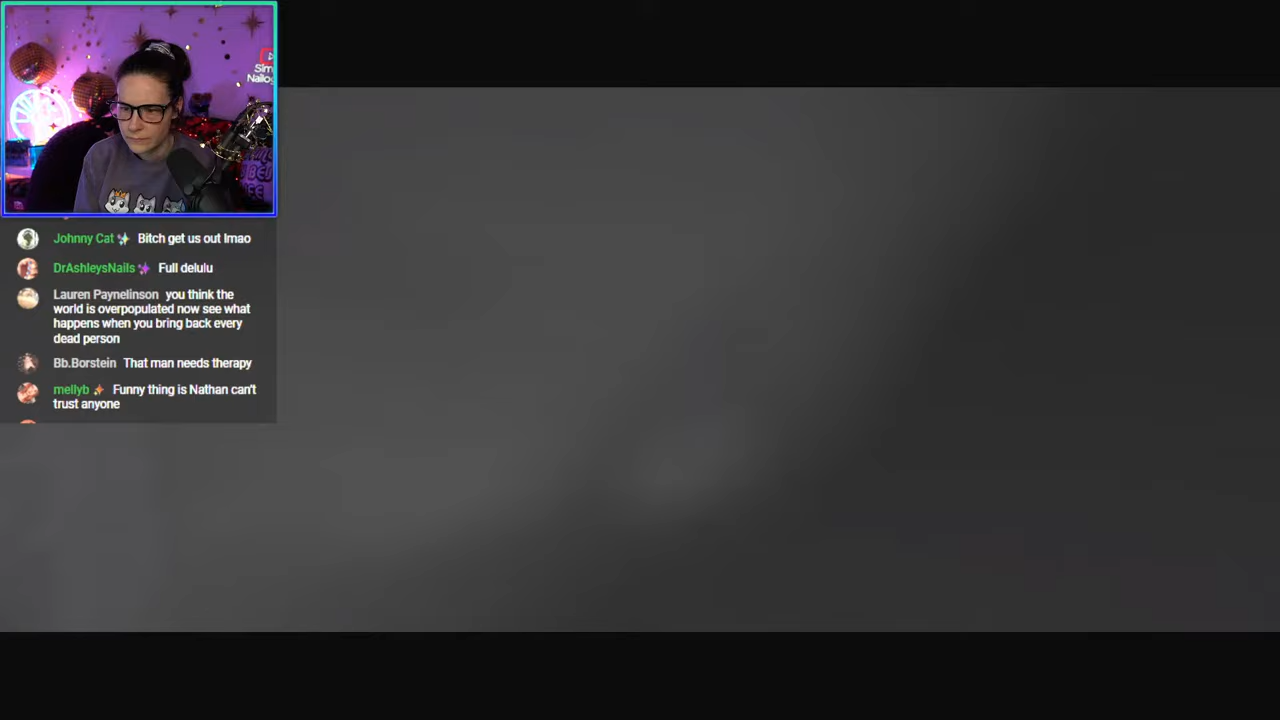 Sim
Nailog
Johnny Cat Bitch get us out lmao
DrAshleysNails Full delulu
Lauren Paynelinson you think the
world is overpopulated now see what
happens when you bring back every
dead person
Bb.Borstein That man needs therapy
mellyb Funny thing is Nathan can't
trust anyone